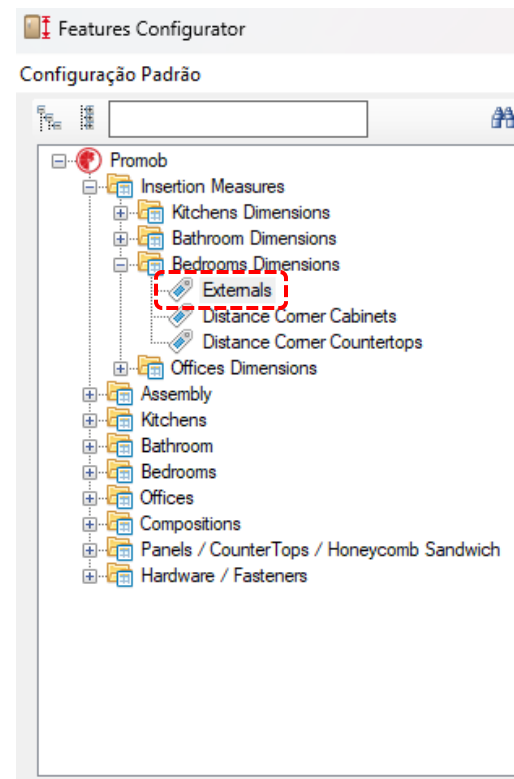 Features Configurator
Configuração Padrão
Promob
Insertion Measures
Kitchens Dimensions
Bathroom Dimensions
Bedrooms Dimensions
Externals
Distance Corner Cabinets
Distance Corner Countertops
Offices Dimensions
Assembly
Kitchens
Bathroom
Bedrooms
Offices
Compositions
Panels / CounterTops / Honeycomb Sandwich
Hardware / Fasteners